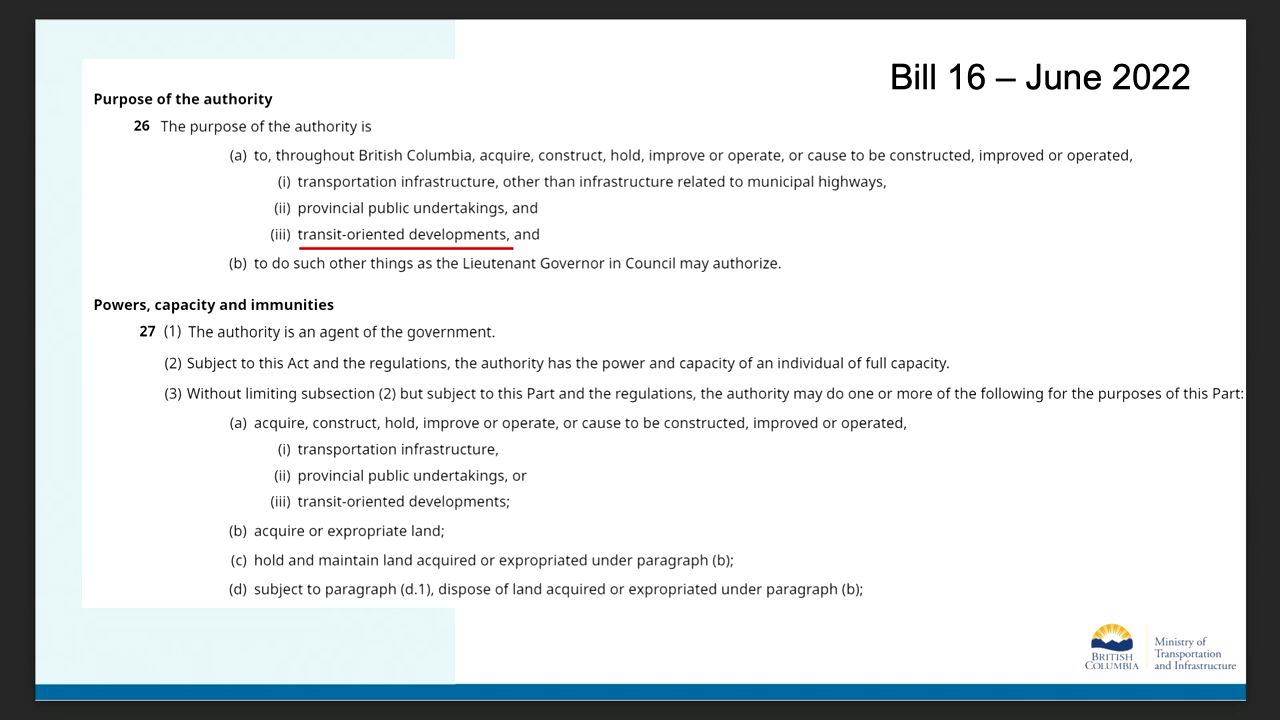 Bill 16 – June 2022
Purpose of the authority
26 The purpose of the authority is
(a) to, throughout British Columbia, acquire, construct, hold, improve or operate, or cause to be constructed, improved or operated,
(i) transportation infrastructure, other than infrastructure related to municipal highways,
(ii) provincial public undertakings, and
(iii) transit-oriented developments, and
(b) to do such other things as the Lieutenant Governor in Council may authorize.
Powers, capacity and immunities
27 (1) The authority is an agent of the government.
(2) Subject to this Act and the regulations, the authority has the power and capacity of an individual of full capacity.
(3) Without limiting subsection (2) but subject to this Part and the regulations, the authority may do one or more of the following for the purposes of this Part:
(a) acquire, construct, hold, improve or operate, or cause to be constructed, improved or operated,
(i) transportation infrastructure,
(ii) provincial public undertakings, or
(iii) transit-oriented developments;
(b) acquire or expropriate land;
(c) hold and maintain land acquired or expropriated under paragraph (b);
(d) subject to paragraph (d.1), dispose of land acquired or expropriated under paragraph (b);
BRITISH
COLUMBIA
Ministry of
Transportation
and Infrastructure